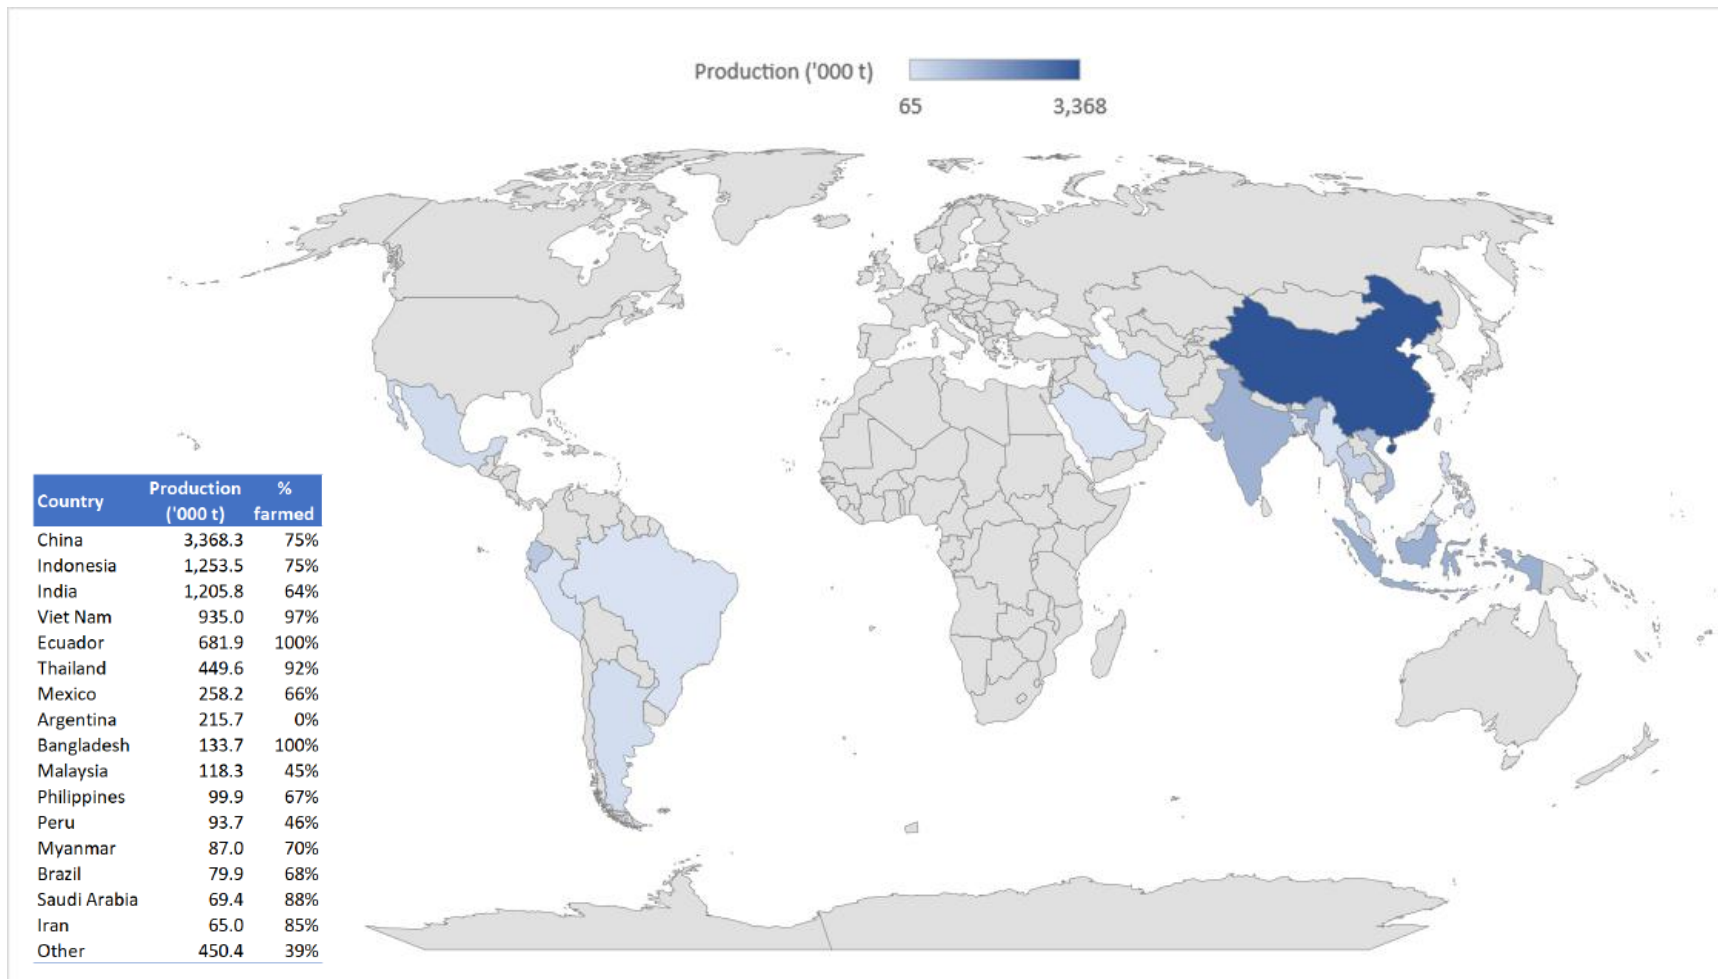 Production ('000 t)
65 3,368
Country Production ('000 t) % farmed
China 3,368.3 75%
Indonesia 1,253.5 75%
India 1,205.8 64%
Viet Nam 935.0 97%
Ecuador 681.9 100%
Thailand 449.6 92%
Mexico 258.2 66%
Argentina 215.7 0%
Bangladesh 133.7 100%
Malaysia 118.3 45%
Philippines 99.9 67%
Peru 93.7 46%
Myanmar 87.0 70%
Brazil 79.9 68%
Saudi Arabia 69.4 88%
Iran 65.0 85%
Other 450.4 39%